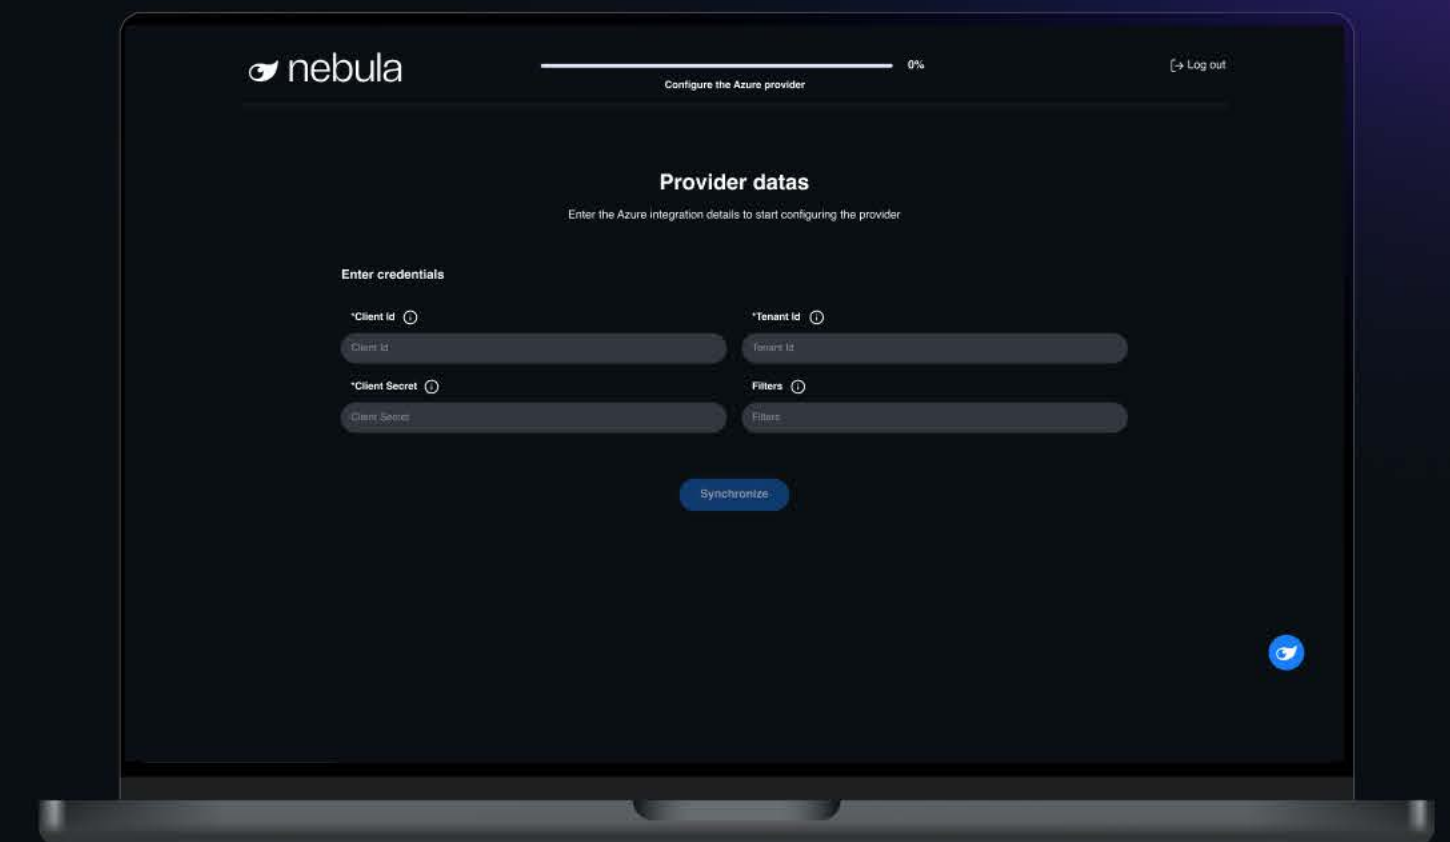 nebula
0%
Log out
Configure the Azure provider
Provider datas
Enter the Azure integration details to start configuring the provider
Enter credentials
*Client Id
*Tenant Id
Client Id
Tenant Id
*Client Secret
Filters
Client Secret
Filters
Synchronize